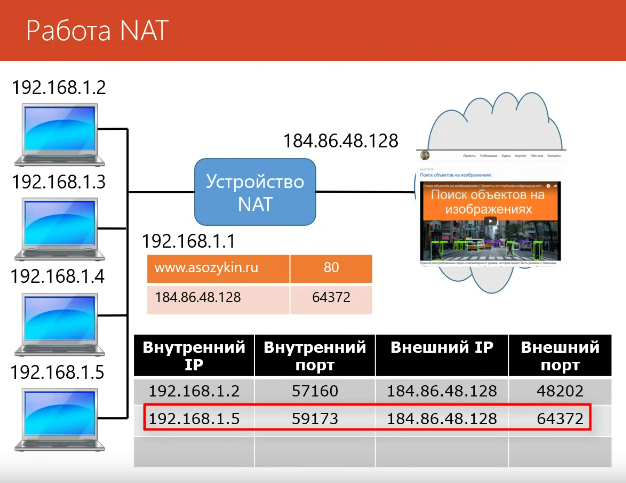 Работа NAT
192.168.1.2
192.168.1.3
192.168.1.4
192.168.1.5
Устройство
NAT
192.168.1.1
184.86.48.128
Поиск объектов на изображениях
Поиск объектов на
изображениях
www.asozykin.ru 80
184.86.48.128 64372
Внутренний IP Внутренний порт Внешний IP Внешний порт
192.168.1.2 57160 184.86.48.128 48202
192.168.1.5 59173 184.86.48.128 64372